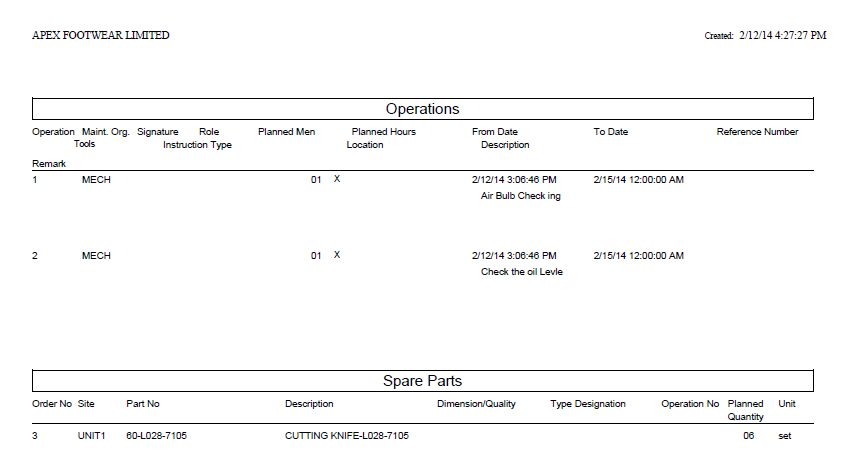 APEX FOOTWEAR LIMITED Created: 2/12/14 4:27:27 PM
Operations
Operation Maint. Org. Signature Role Planned Men Planned Hours From Date To Date Reference Number
Tools Instruction Type Location Description
Remark
1 MECH 01 X 2/12/14 3:06:46 PM 2/15/14 12:00:00 AM
Air Bulb Check ing
2 MECH 01 X 2/12/14 3:06:46 PM 2/15/14 12:00:00 AM
Check the oil Levle
Spare Parts
Order No Site Part No Description Dimension/Quality Type Designation Operation No Planned Unit
Quantity
3 UNIT1 60-L028-7105 CUTTING KNIFE-L028-7105 06 set